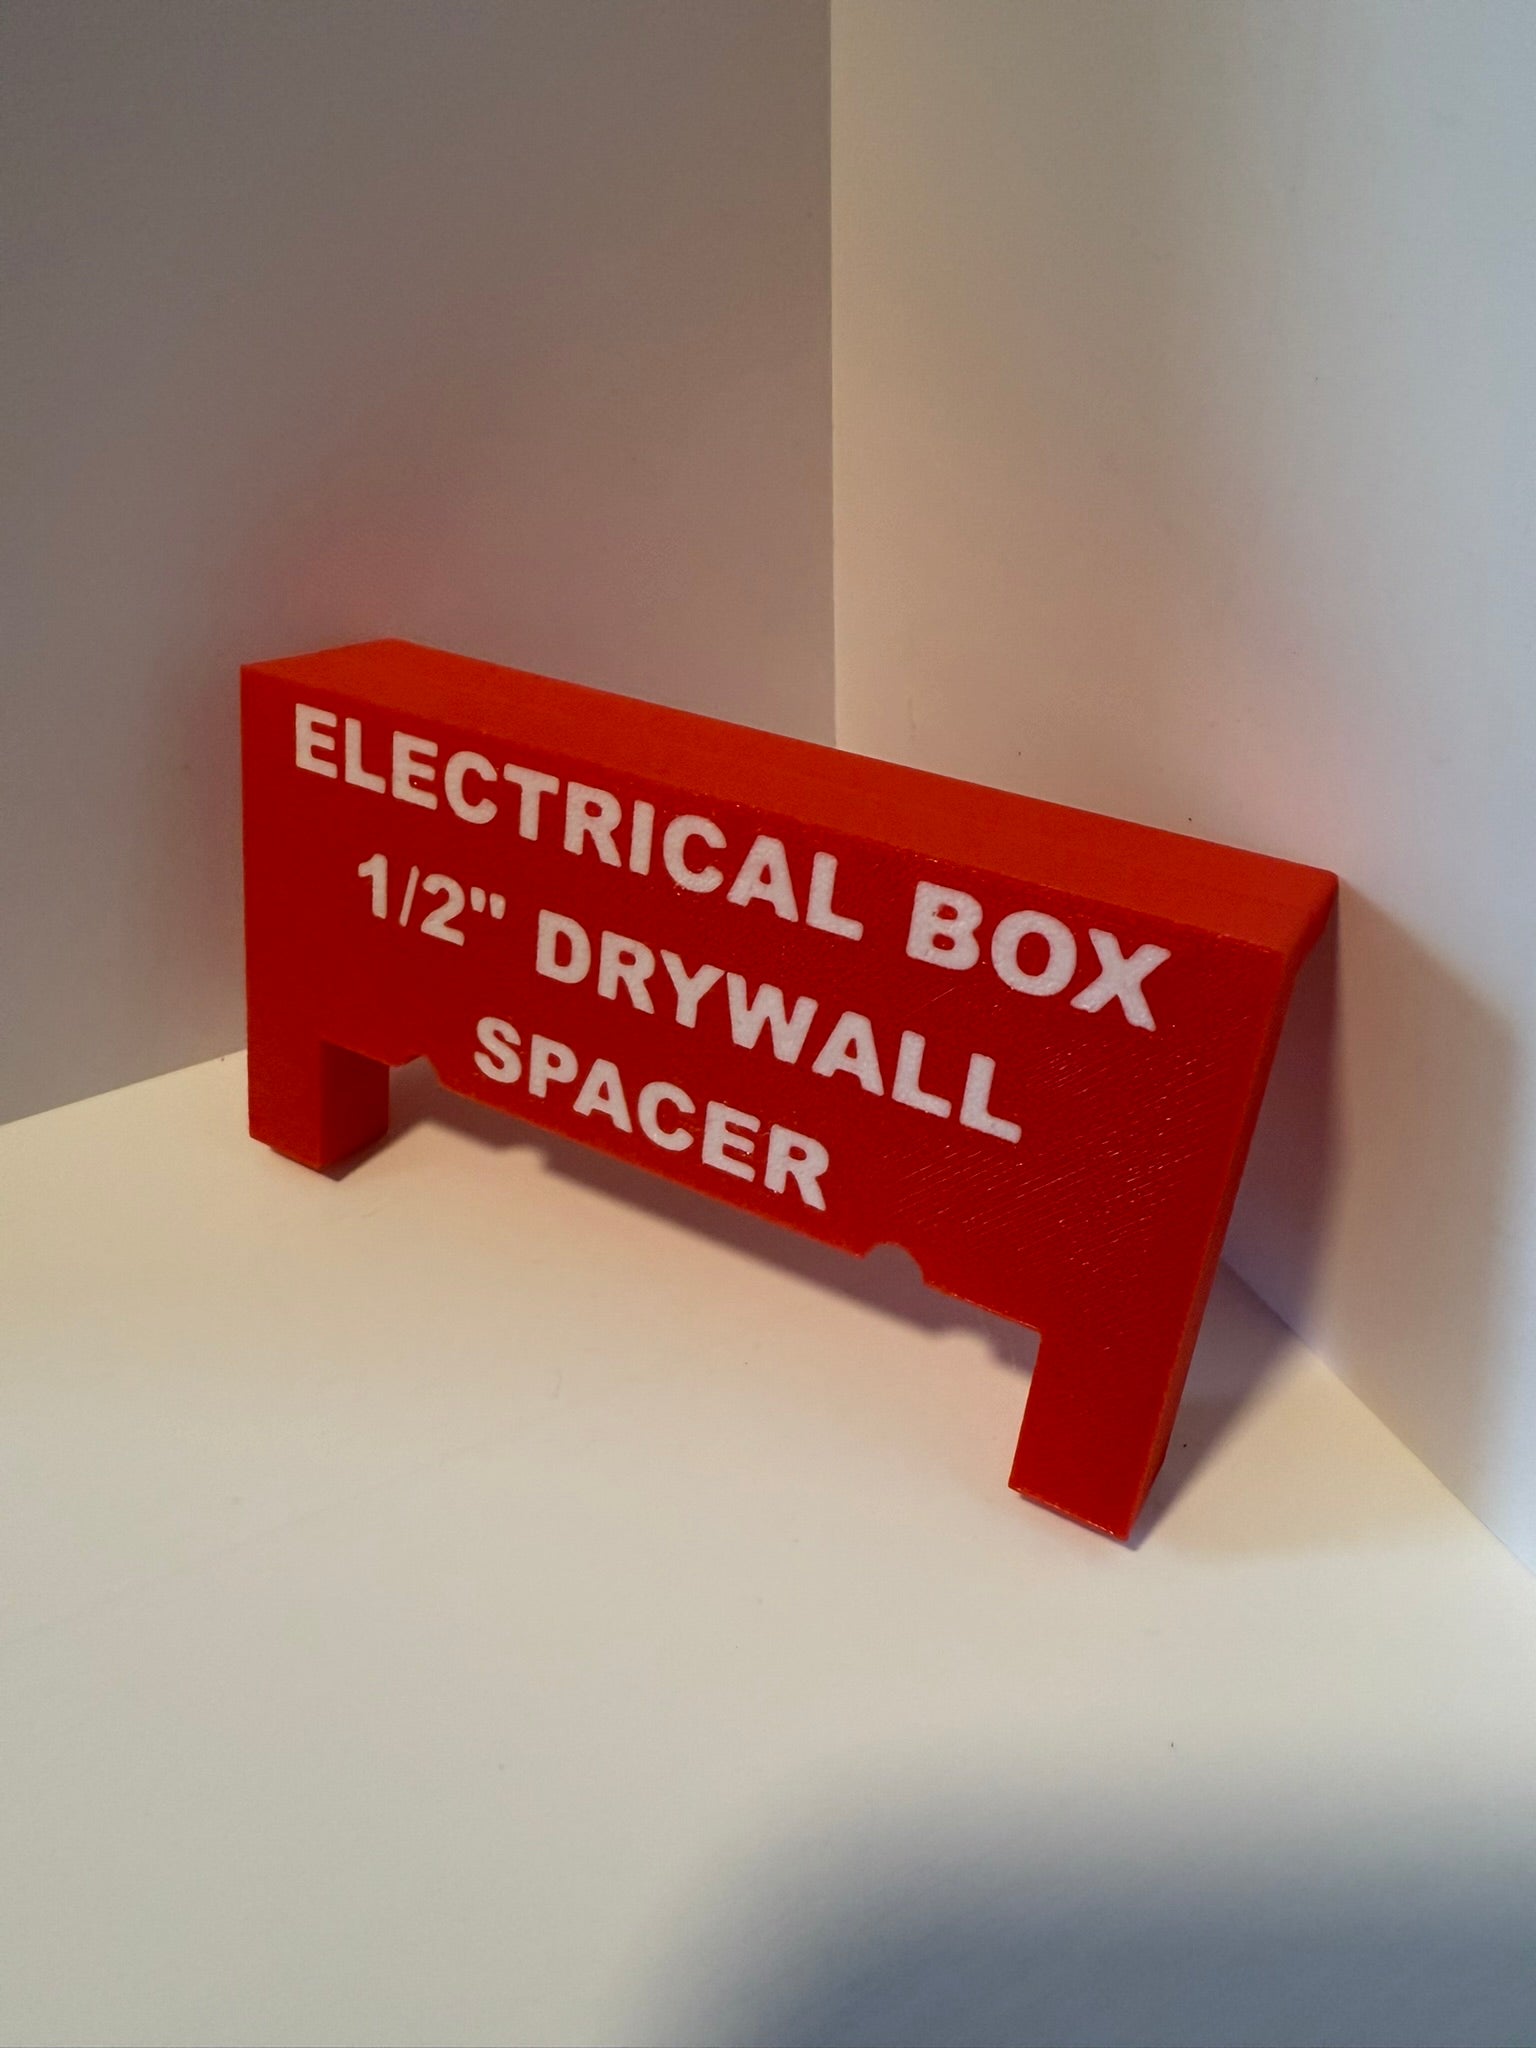 ELECTRICAL BOX
1/2" DRYWALL
SPACER